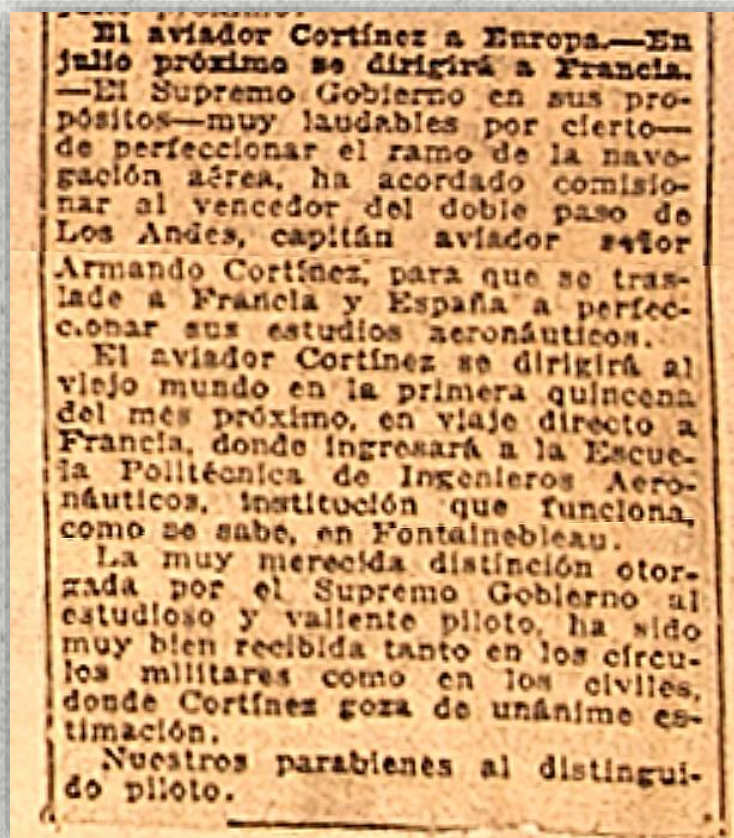 julio próximo.
El aviador Cortínez a Europa.—En
julio próximo se dirigirá a Francia.
—El Supremo Gobierno en sus pro-
pósitos—muy laudables por cierto—
de perfeccionar el ramo de la nave-
gación aérea, ha acordado comisio-
nar al vencedor del doble paso de
Los Andes, capitán aviador señor
Armando Cortínez, para que se tras-
lade a Francia y España a perfec-
cionar sus estudios aeronáuticos.
El aviador Cortínez se dirigirá al
viejo mundo en la primera quincena
del mes próximo, en viaje directo a
Francia, donde ingresará a la Escue-
la Politécnica de Ingenieros Aero-
náuticos, institución que funciona,
como se sabe, en Fontainebleau.
La muy merecida distinción otor-
gada por el Supremo Gobierno al
estudioso y valiente piloto, ha sido
muy bien recibida tanto en los círcu-
los militares como en los civiles,
donde Cortínez goza de unánime es-
timación.
Nuestros parabienes al distingui-
do piloto.